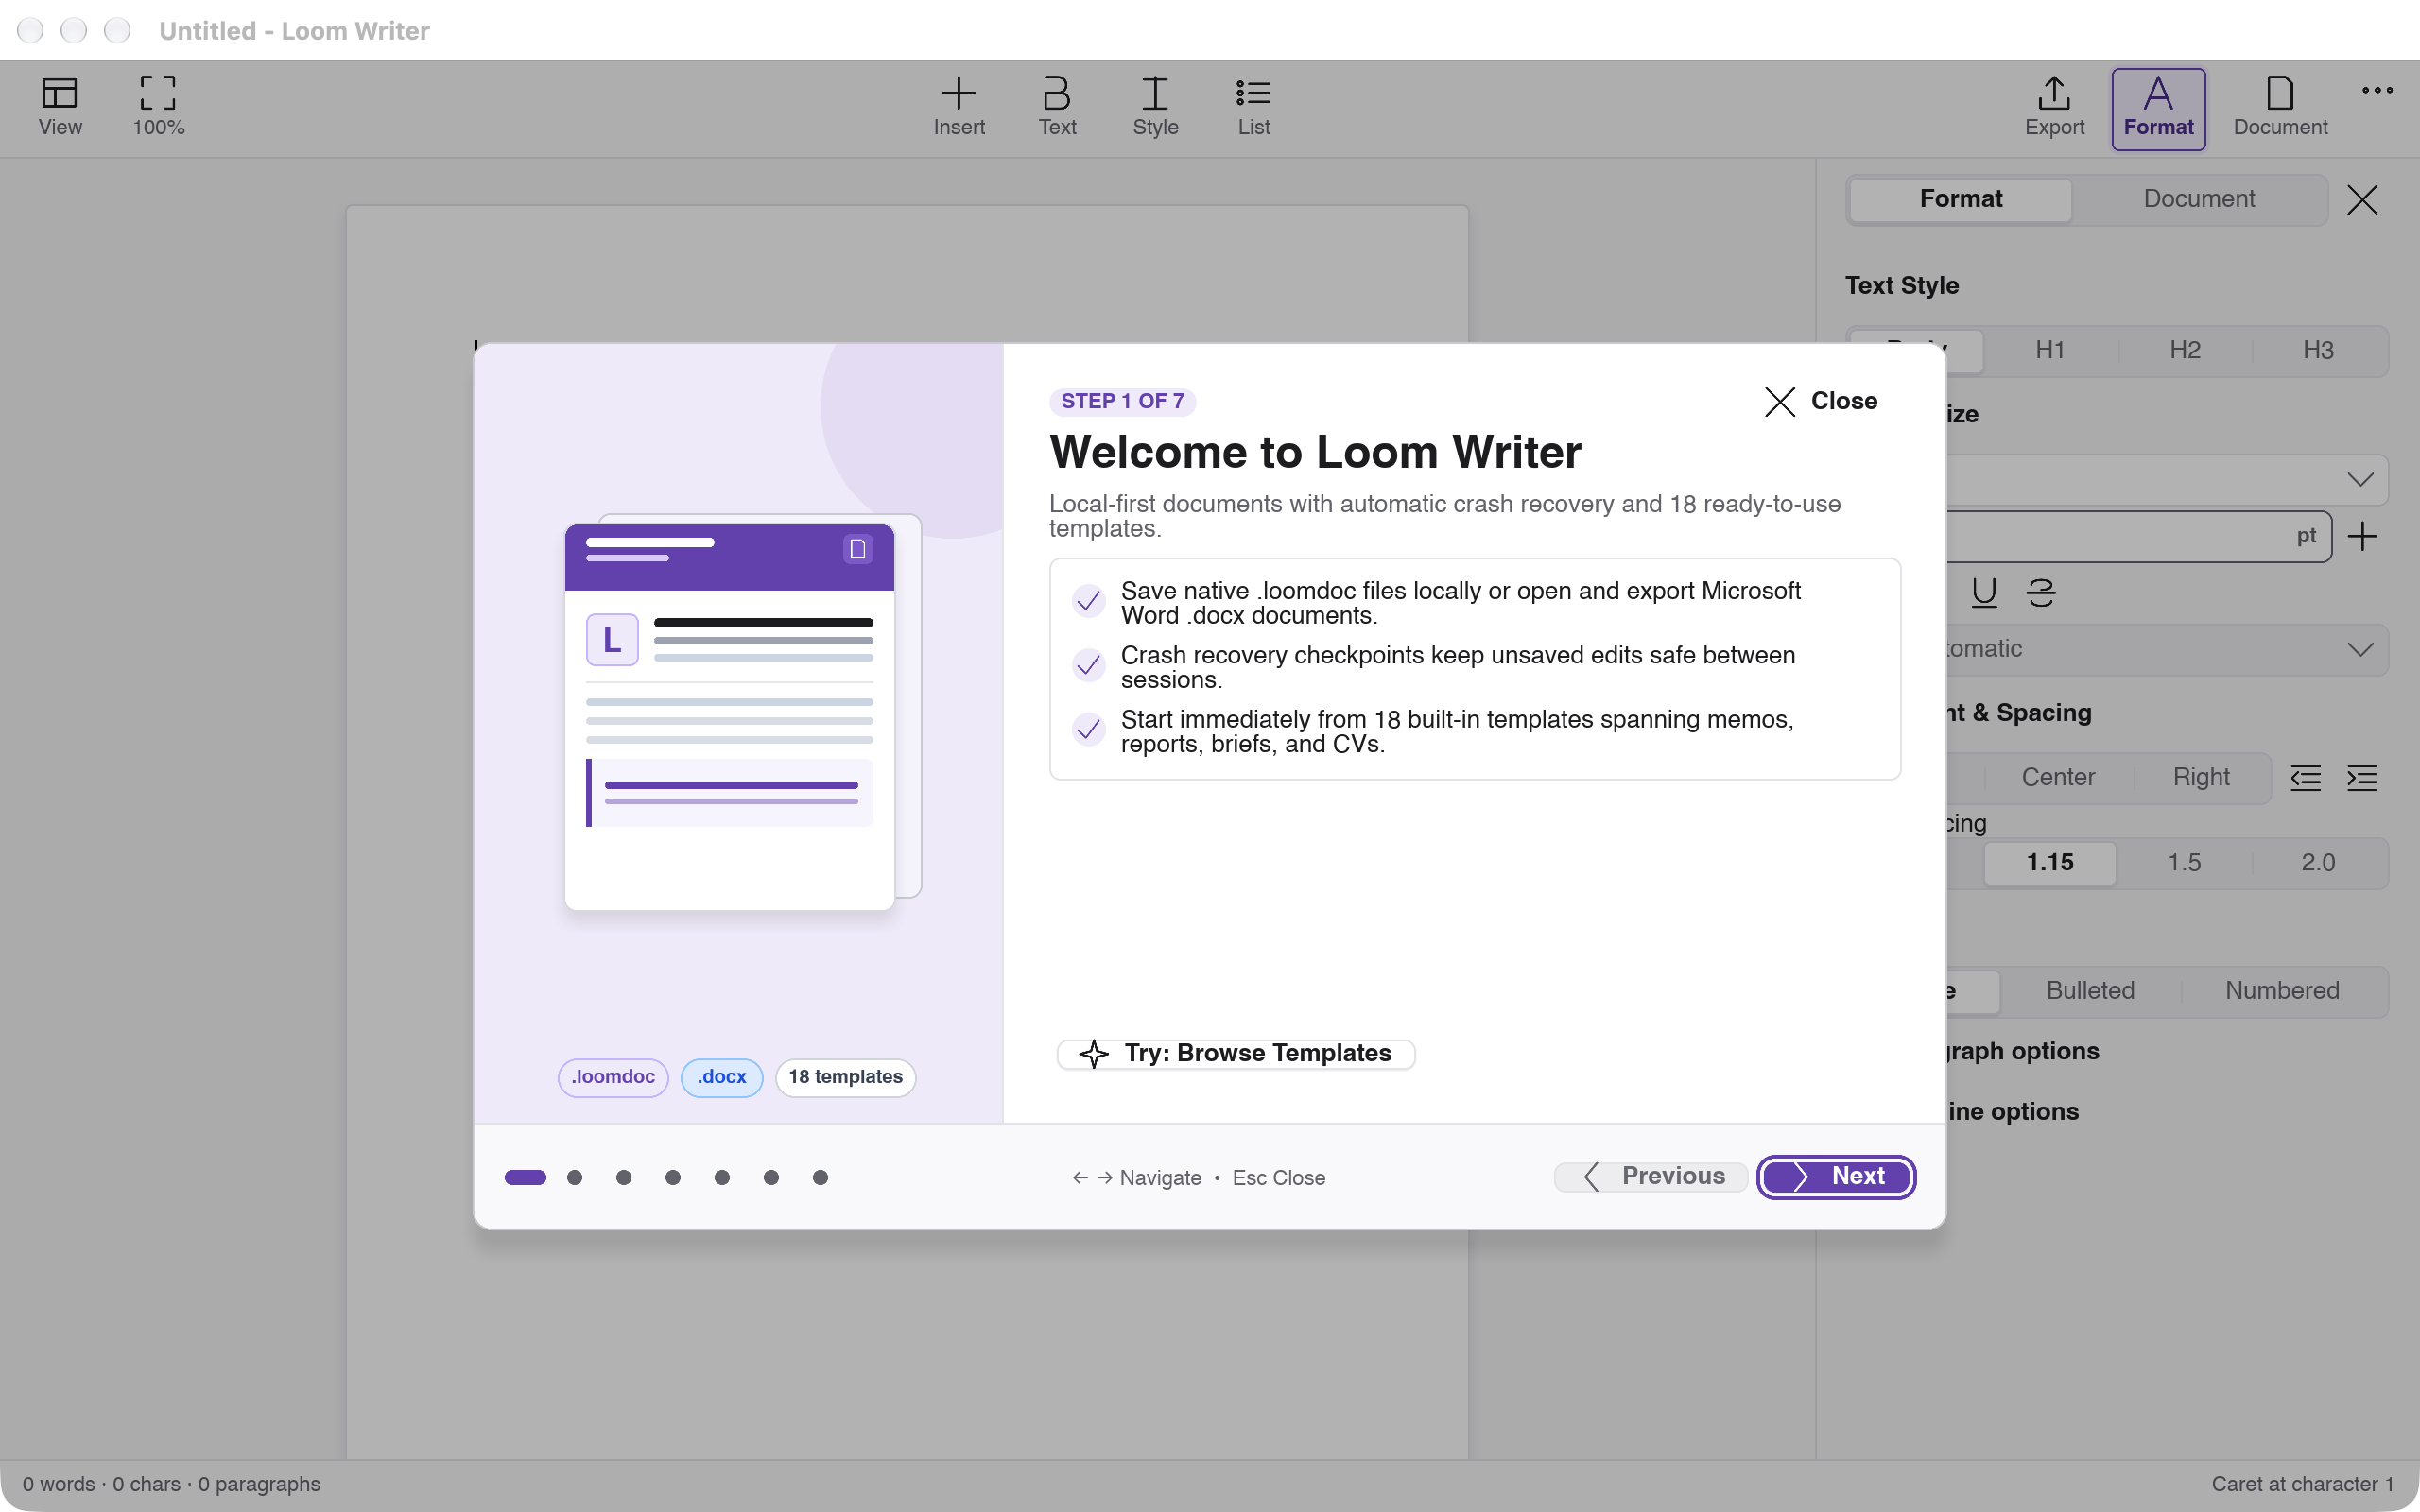 Untitled - Loom Writer
View
100%
Insert
Text
Style
List
Export
Format
Document
Format
Document
Text Style
H1
H2
H3
ize
pt
tomatic
nt & Spacing
Center
Right
cing
1.15
1.5
2.0
e
Bulleted
Numbered
graph options
ine options
STEP 1 OF 7
Close
Welcome to Loom Writer
Local-first documents with automatic crash recovery and 18 ready-to-use
templates.
Save native .loomdoc files locally or open and export Microsoft
Word .docx documents.
Crash recovery checkpoints keep unsaved edits safe between
sessions.
Start immediately from 18 built-in templates spanning memos,
reports, briefs, and CVs.
L
.loomdoc
.docx
18 templates
Try: Browse Templates
← → Navigate • Esc Close
Previous
Next
0 words · 0 chars · 0 paragraphs
Caret at character 1